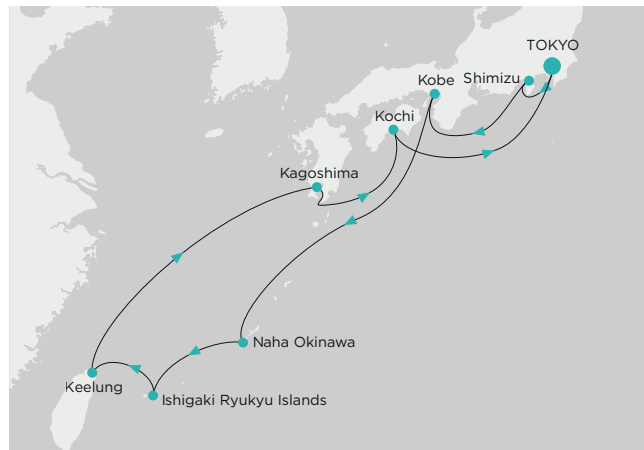 TOKYO
Kobe
Shimizu
Kochi
Kagoshima
Naha Okinawa
Keelung
Ishigaki Ryukyu Islands